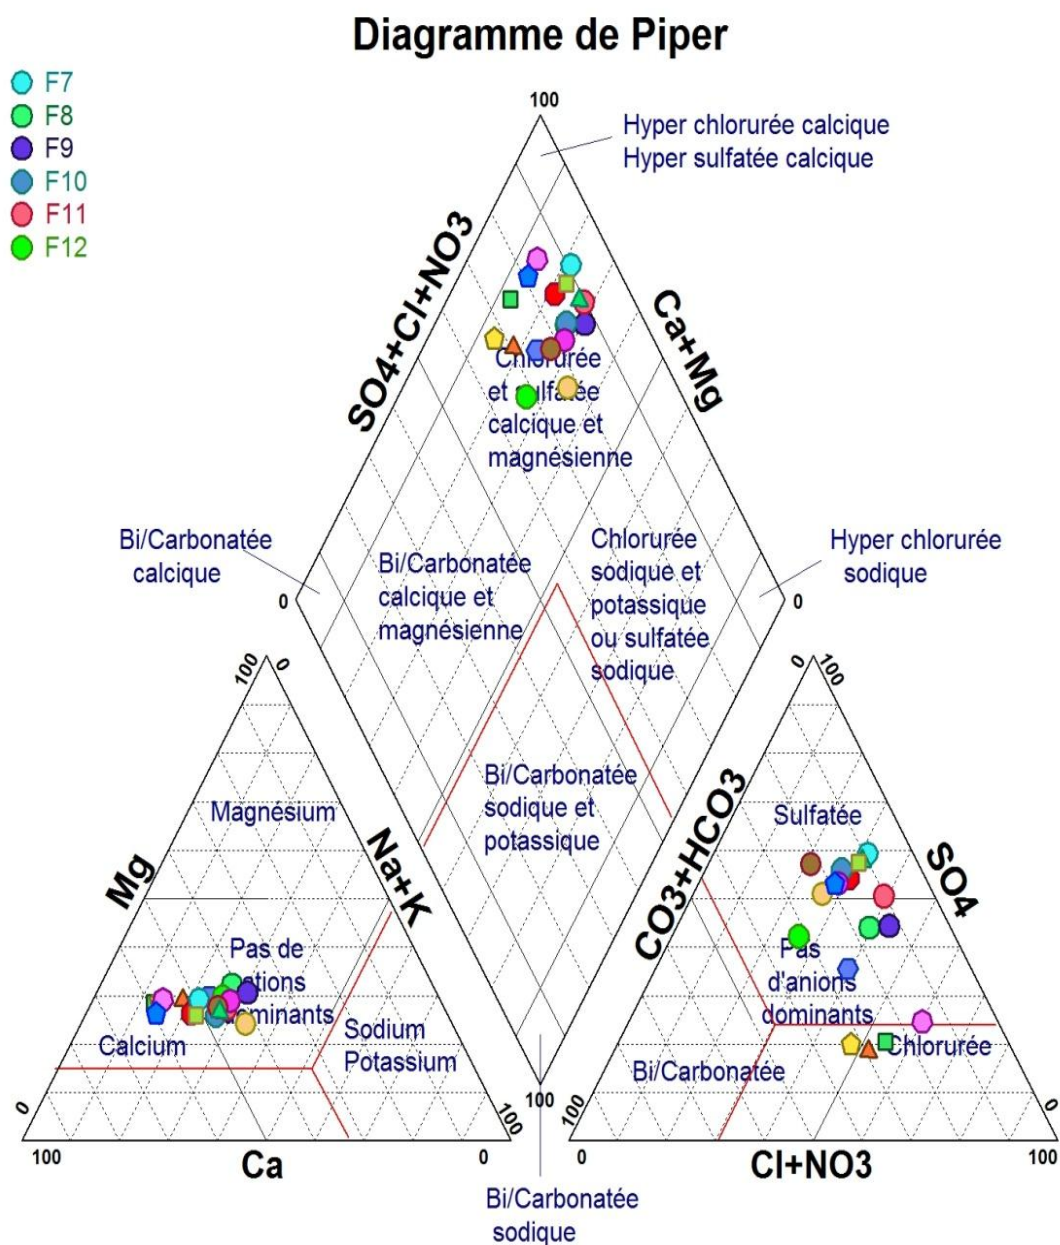 Diagramme de Piper
F7
F8
F9
F10
F11
F12
100
Hyper chlorurée calcique
Hyper sulfatée calcique
SO4+Cl+NO3
Ca+Mg
Chlorurée
et sulfatée
calcique et
magnésienne
Bi/Carbonatée
calcique
0
Bi/Carbonatée
calcique et
magnésienne
Chlorurée
sodique et
potassique
ou sulfatée
sodique
Hyper chlorurée
sodique
0
100
0
0
100
Bi/Carbonatée
sodique et
potassique
Magnésium
Mg
Na+K
Pas de
cations
dominants
Calcium
Sodium
Potassium
0
100
100
Ca
0
CO3+HCO3
SO4
Sulfatée
Pas
d'anions
dominants
Chlorurée
Bi/Carbonatée
100
0
0
Cl+NO3
100
100
Bi/Carbonatée
sodique